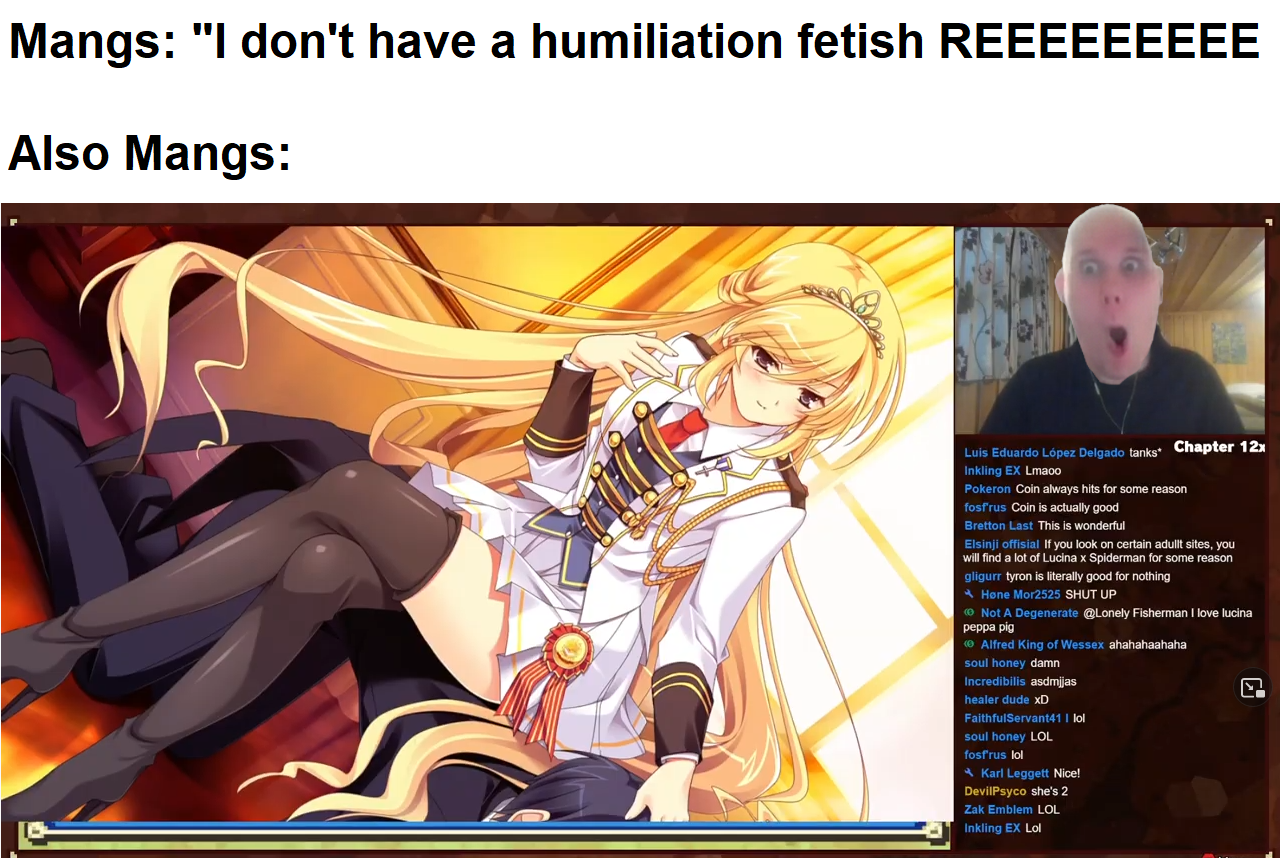 Mangs: "I don't have a humiliation fetish REEEEEEEEEE
Also Mangs:
Chapter 12x
Luis Eduardo López Delgado tanks*
Inkling EX Lmaoo
Pokeron Coin always hits for some reason
fosf'rus Coin is actually good
Bretton Last This is wonderful
Elsinji offisial If you look on certain adullt sites, you
will find a lot of Lucina x Spiderman for some reason
gligurr tyron is literally good for nothing
Høne Mor2525 SHUT UP
Not A Degenerate @Lonely Fisherman I love lucina
peppa pig
Alfred King of Wessex ahahahaahaha
soul honey damn
Incredibilis asdmjjas
healer dude xD
FaithfulServant41 I lol
soul honey LOL
fosf'rus lol
Karl Leggett Nice!
DevilPsyco she's 2
Zak Emblem LOL
Inkling EX Lol